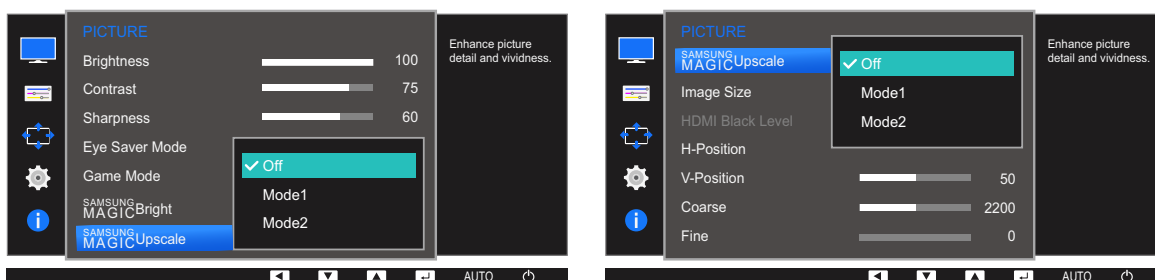 PICTURE
Brightness 100
Contrast 75
Sharpness 60
Eye Saver Mode
Game Mode
SAMSUNG
MAGICBright
SAMSUNG
MAGICUpscale
Off
Mode1
Mode2
Enhance picture
detail and vividness.
AUTO
PICTURE
SAMSUNG
MAGICUpscale
Image Size
HDMI Black Level
H-Position
V-Position 50
Coarse 2200
Fine 0
Off
Mode1
Mode2
Enhance picture
detail and vividness.
AUTO